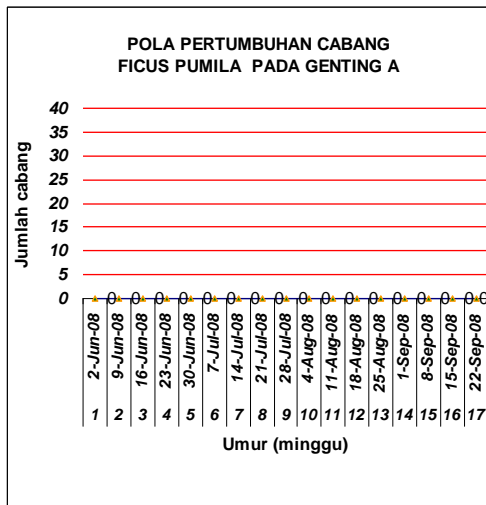 POLA PERTUMBUHAN CABANG
FICUS PUMILA PADA GENTING A
Jumlah cabang
40
35
30
25
20
15
10
5
0
0 0 0 0 0 0 0 0 0 0 0 0 0 0 0 0
2-Jun-08
9-Jun-08
16-Jun-08
23-Jun-08
30-Jun-08
7-Jul-08
14-Jul-08
21-Jul-08
28-Jul-08
4-Aug-08
11-Aug-08
18-Aug-08
25-Aug-08
1-Sep-08
8-Sep-08
15-Sep-08
22-Sep-08
1 2 3 4 5 6 7 8 9 10 11 12 13 14 15 16 17
Umur (minggu)